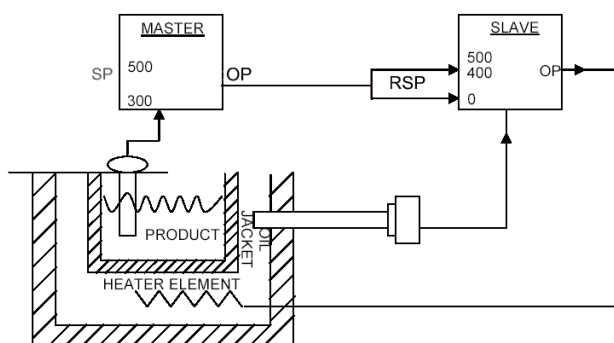 MASTER
SP
500
OP
300
SLAVE
500
400
OP
RSP
0
PRODUCT
OIL
JACKET
HEATER ELEMENT